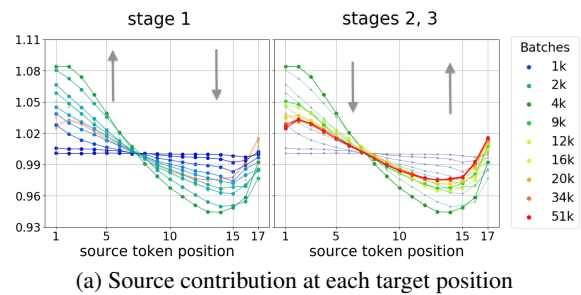 stage 1
stages 2, 3
1.11
1.08
1.05
1.02
0.99
0.96
0.93
1 5 10 15 17
1 5 10 15 17
source token position
source token position
Batches
1k
2k
4k
9k
12k
16k
20k
34k
51k
(a) Source contribution at each target position